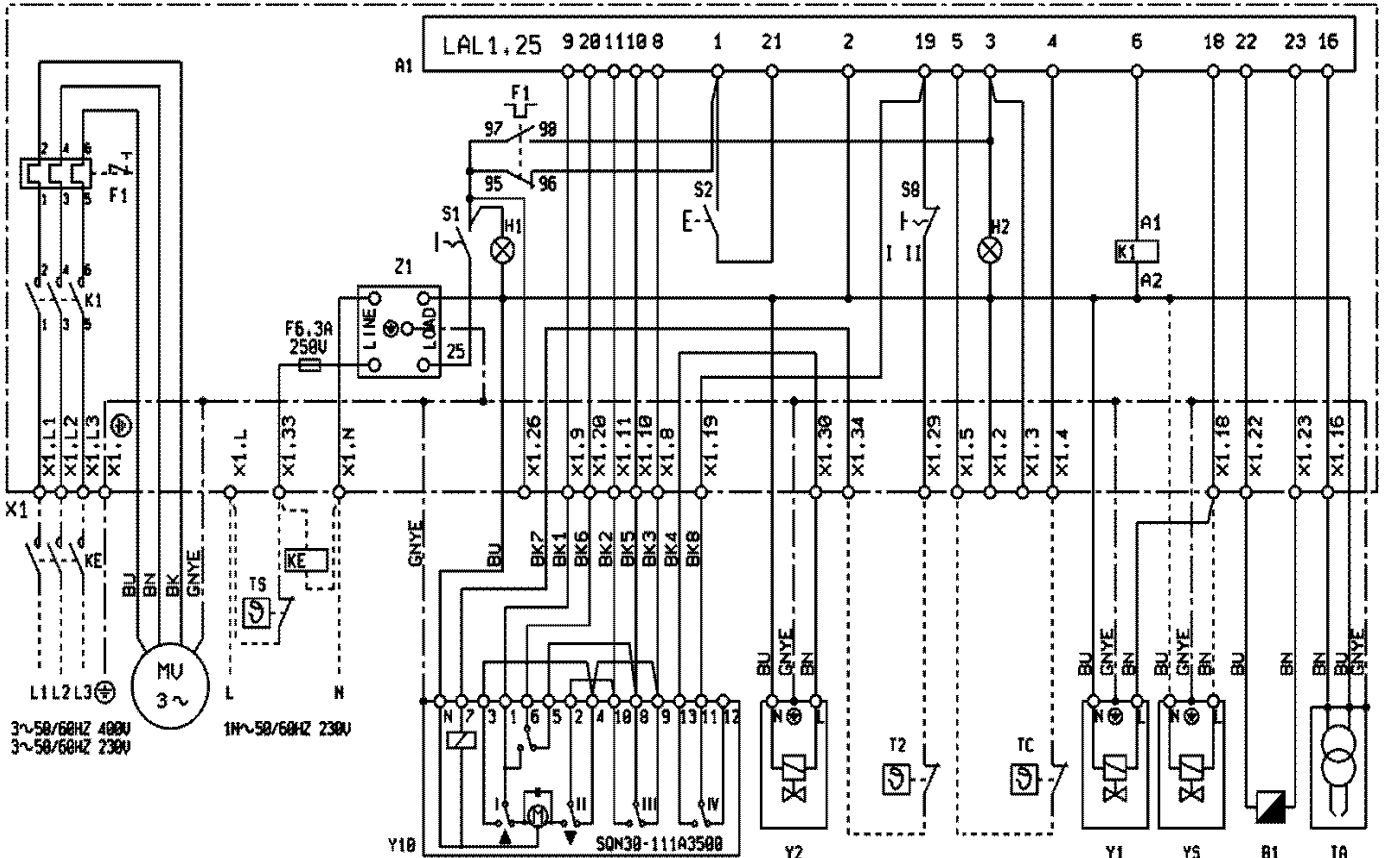 LAL1.25 9 20 11 10 8 1 21 2 19 5 3 4 6 18 22 23 16
A1
F1
97 98
95 96
2 4 6
F1
1 3 5
S1
H1
S2
S8
I II
H2
A1
K1
A2
2 4 6
K1
1 3 5
Z1
LINE
LOAD
F6.3A
250V
25
X1.L1
X1.L2
X1.L3
X1.
X1.L
X1.33
X1.N
X1.26
X1.9
X1.20
X1.11
X1.10
X1.8
X1.19
X1.30
X1.34
X1.29
X1.5
X1.2
X1.3
X1.4
X1.18
X1.22
X1.23
X1.16
X1
KE
BU
BN
BK
GNYE
KE
TS
GNYE
BU
BK7
BK1
BK6
BK2
BK5
BK3
BK4
BK8
BU
GNYE
BN
BU
GNYE
BN
BU
GNYE
BN
BU
BN
BN
BU
GNYE
MV
3~
L1 L2 L3
L
N
3~50/60HZ 400V
3~50/60HZ 230V
1N~50/60HZ 230V
N 7 3 1 6 5 2 4 10 8 9 13 11 12
I
M
II
III
IV
SQN30-111A3500
Y10
N L
Y2
T2
TC
N L
Y1
N L
YS
B1
TA